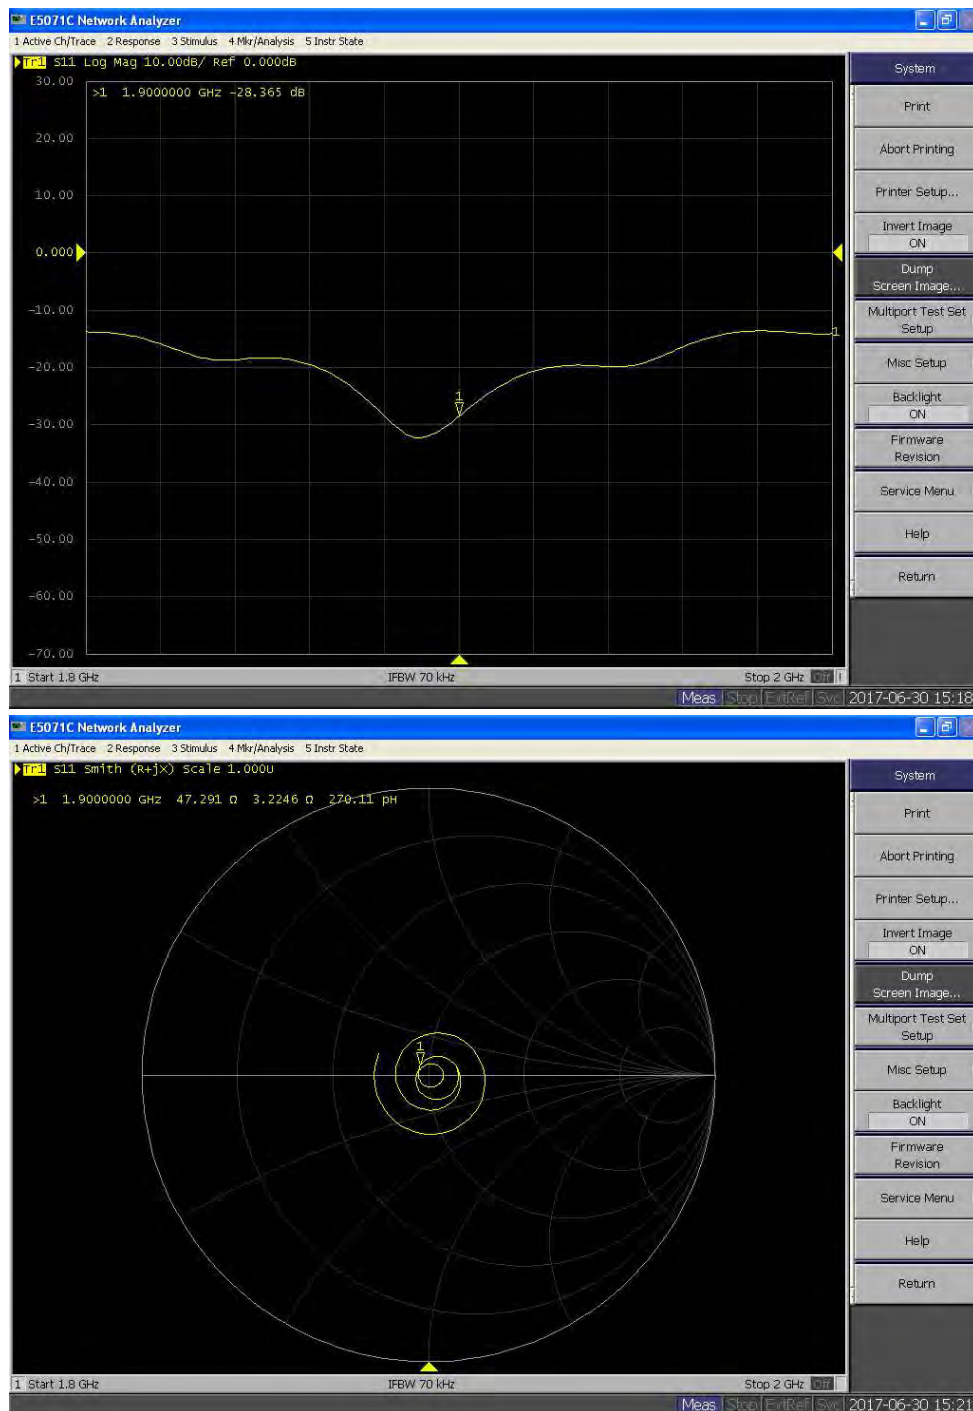 E5071C Network Analyzer
1 Active Ch/Trace 2 Response 3 Stimulus 4 Mkr/Analysis 5 Instr State
Tr1 S11 Log Mag 10.00dB/ Ref 0.000dB
>1 1.9000000 GHz -28.365 dB
30.00
20.00
10.00
0.000
-10.00
-20.00
-30.00
-40.00
-50.00
-60.00
-70.00
1
1
System
Print
Abort Printing
Printer Setup...
Invert Image
ON
Dump
Screen Image...
Multiport Test Set
Setup
Misc Setup
Backlight
ON
Firmware
Revision
Service Menu
Help
Return
1 Start 1.8 GHz IFBW 70 kHz Stop 2 GHz Off
Meas Stop ExtRef Svc 2017-06-30 15:18
E5071C Network Analyzer
1 Active Ch/Trace 2 Response 3 Stimulus 4 Mkr/Analysis 5 Instr State
Tr1 S11 Smith (R+jX) Scale 1.000U
>1 1.9000000 GHz 47.291 Ω 3.2246 Ω 270.11 pH
1
System
Print
Abort Printing
Printer Setup...
Invert Image
ON
Dump
Screen Image...
Multiport Test Set
Setup
Misc Setup
Backlight
ON
Firmware
Revision
Service Menu
Help
Return
1 Start 1.8 GHz IFBW 70 kHz Stop 2 GHz Off
Meas Stop ExtRef Svc 2017-06-30 15:21